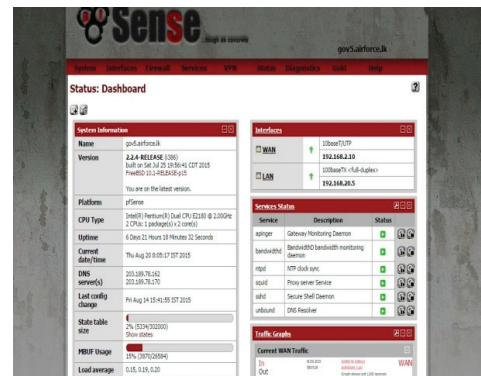 Sense
...tough as concrete
gov5.airforce.lk
System Interfaces Firewall Services VPN Status Diagnostics Gold Help
Status: Dashboard
System Information
Name gov5.airforce.lk
Version 2.2.4-RELEASE (i386)
built on Sat Jul 25 19:56:41 CDT 2015
FreeBSD 10.1-RELEASE-p15
You are on the latest version.
Platform pfSense
CPU Type Intel(R) Pentium(R) Dual CPU E2180 @ 2.00GHz
2 CPUs: 1 package(s) x 2 core(s)
Uptime 6 Days 21 Hours 18 Minutes 32 Seconds
Current date/time Thu Aug 20 8:05:17 IST 2015
DNS server(s) 203.189.78.162
203.189.78.170
Last config change Fri Aug 14 15:41:55 IST 2015
State table size 2% (5334/302000)
Show states
MBUF Usage 15% (3870/26584)
Load average 0.15, 0.19, 0.20
Interfaces
WAN 10baseT/UTP
192.168.2.10
LAN 100baseTX <full-duplex>
192.168.20.5
Services Status
Service Description Status
apinger Gateway Monitoring Daemon
bandwidthd BandwidthD bandwidth monitoring daemon
ntpd NTP clock sync
squid Proxy server Service
sshd Secure Shell Daemon
unbound DNS Resolver
Traffic Graphs
Current WAN Traffic
In
Out
WAN